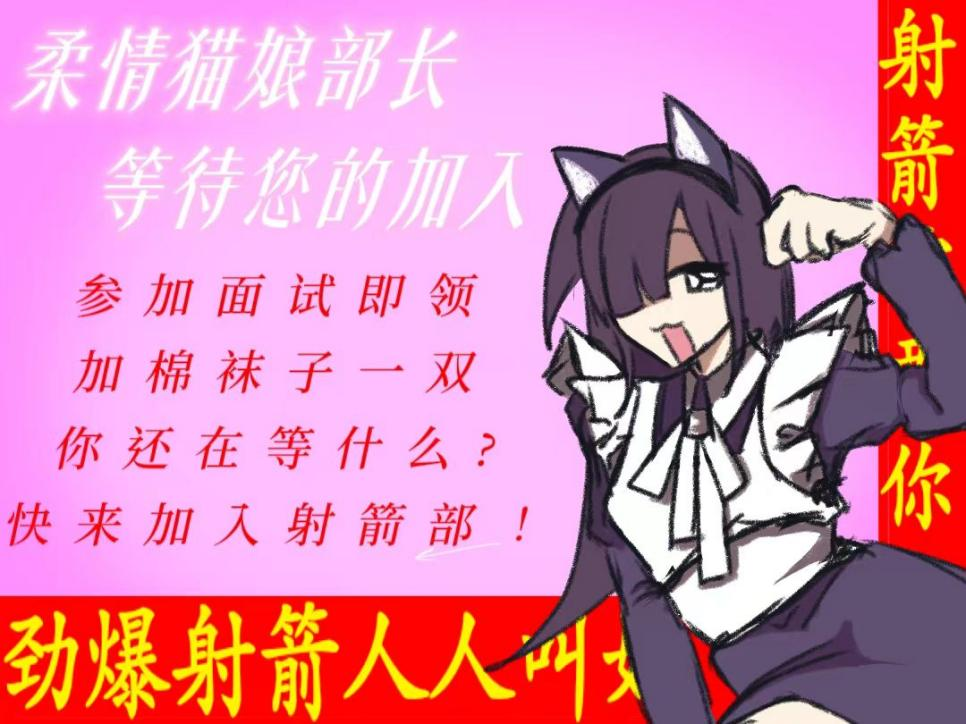 柔情猫娘部长
等待您的加入
参加面试即领
加棉袜子一双
你还在等什么?
快来加入射箭部!
射箭
你
劲爆射箭人人叫